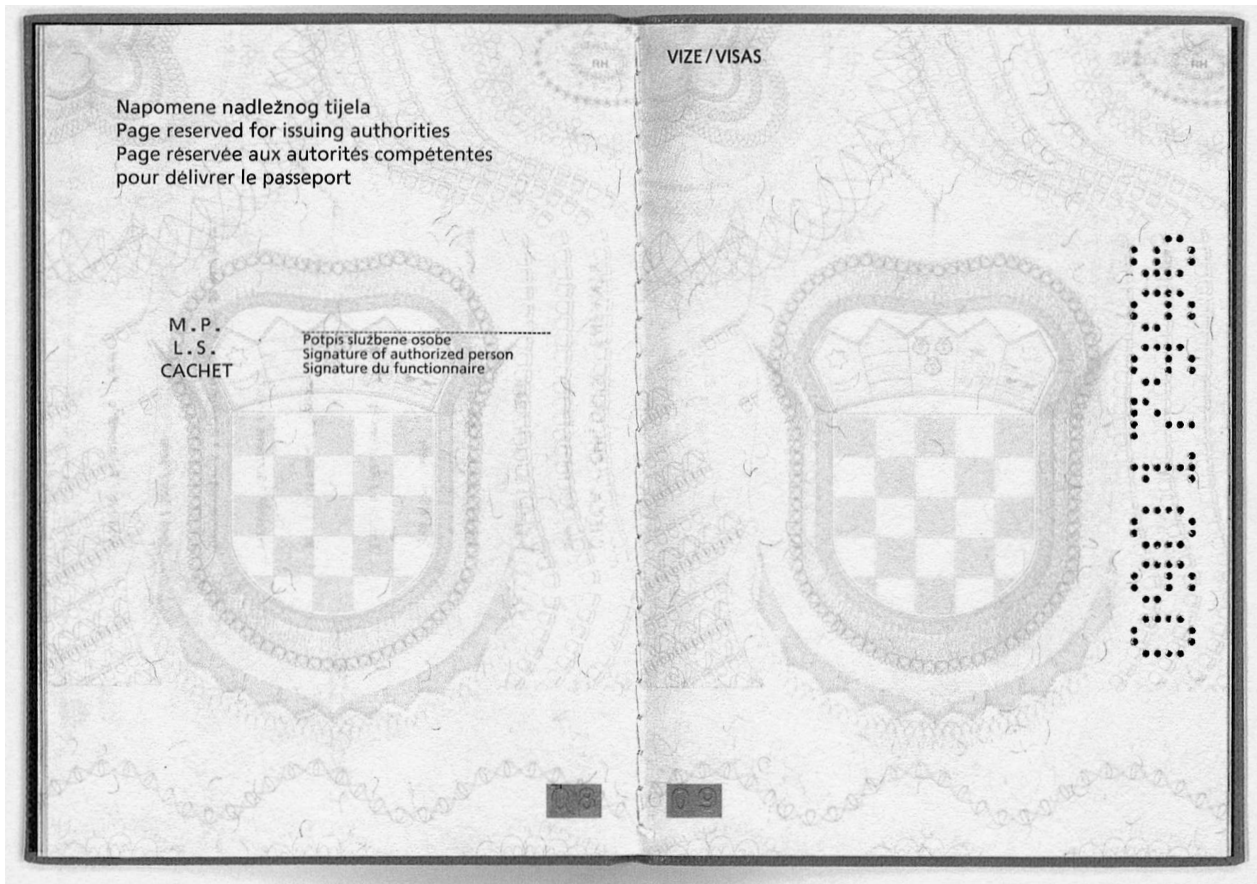 Napomene nadležnog tijela
Page reserved for issuing authorities
Page réservée aux autorités compétentes
pour délivrer le passeport
M.P.
L.S.
CACHET
Potpis službene osobe
Signature of authorized person
Signature du functionnaire
08
VIZE/VISAS
09